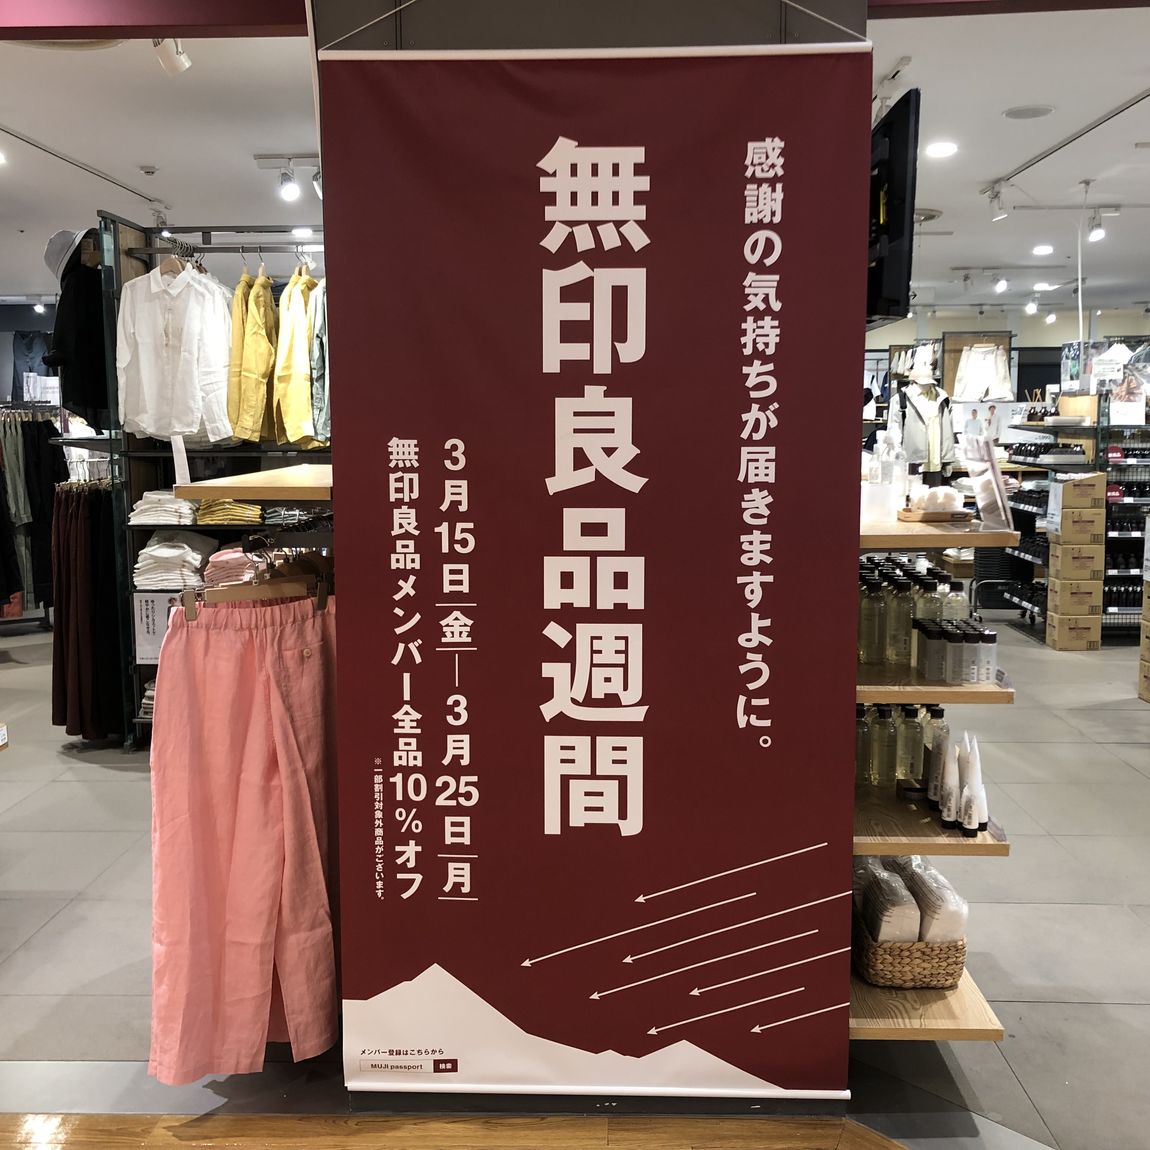 感謝の気持ちが届きますように。
無印良品週間
3月15日(金)―3月25日(月)
無印良品メンバー全品10%オフ
※一部割引対象外商品がございます。
メンバー登録はこちらから
MUJI passport 検索